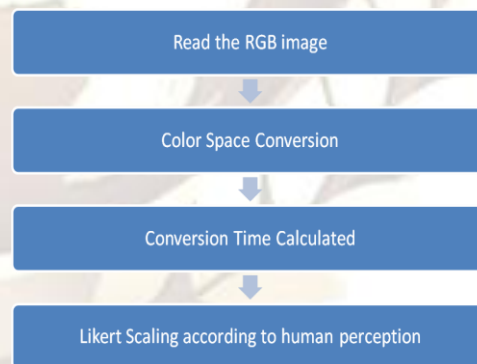 Read the RGB image
Color Space Conversion
Conversion Time Calculated
Likert Scaling according to human perception